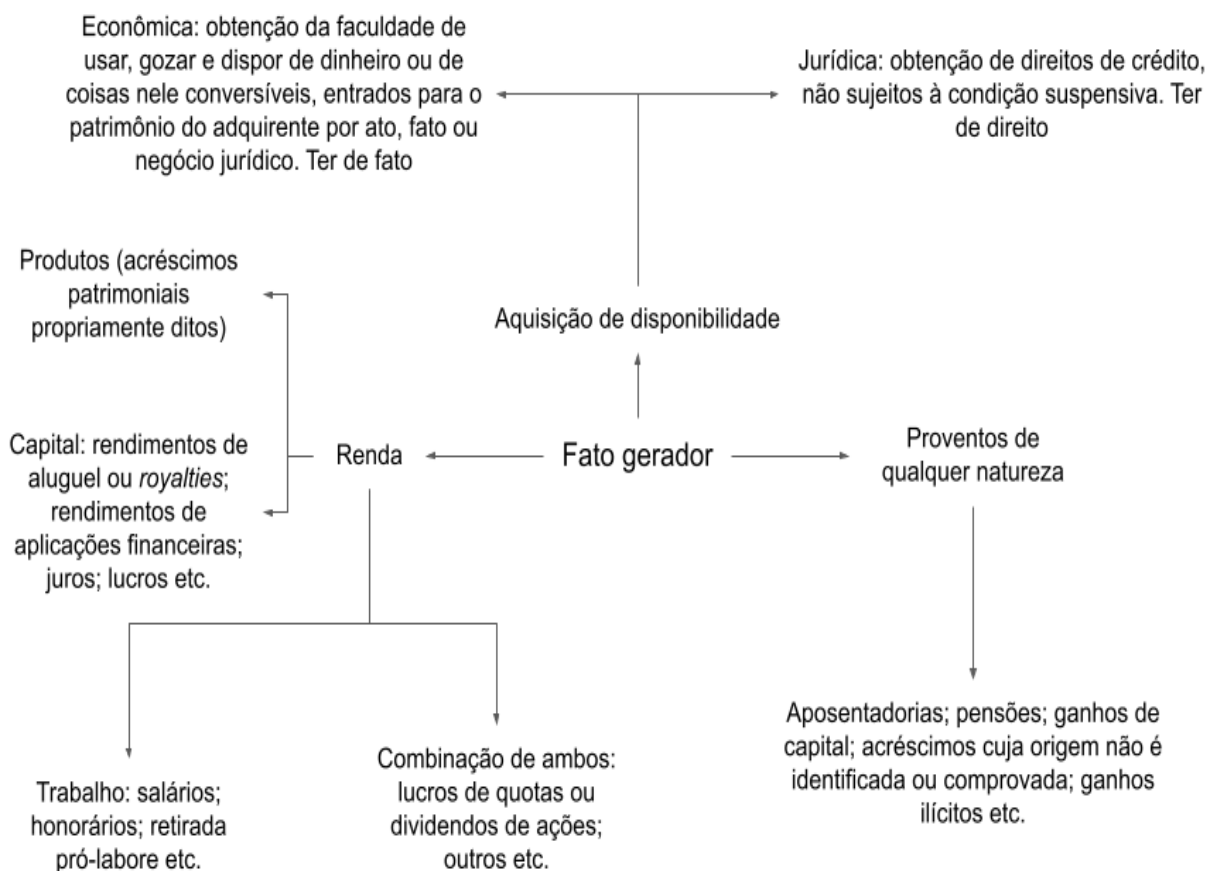 Econômica: obtenção da faculdade de
usar, gozar e dispor de dinheiro ou de
coisas nele conversíveis, entrados para o
patrimônio do adquirente por ato, fato ou
negócio jurídico. Ter de fato
Jurídica: obtenção de direitos de crédito,
não sujeitos à condição suspensiva. Ter
de direito
Produtos (acréscimos
patrimoniais
propriamente ditos)
Aquisição de disponibilidade
Capital: rendimentos de
aluguel ou royalties;
rendimentos de
aplicações financeiras;
juros; lucros etc.
Renda
Fato gerador
Proventos de
qualquer natureza
Trabalho: salários;
honorários; retirada
pró-labore etc.
Combinação de ambos:
lucros de quotas ou
dividendos de ações;
outros etc.
Aposentadorias; pensões; ganhos de
capital; acréscimos cuja origem não é
identificada ou comprovada; ganhos
ilícitos etc.